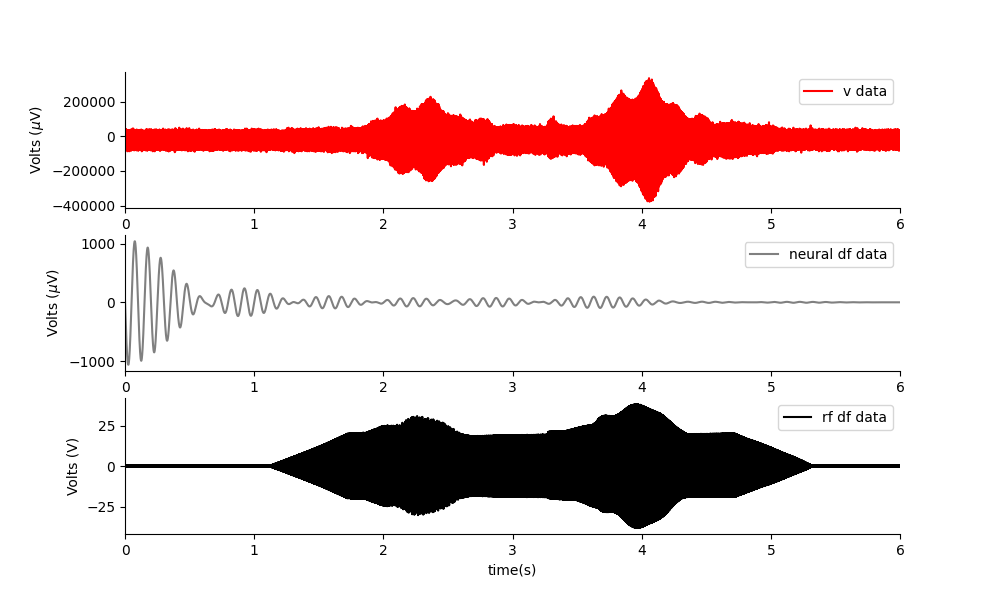 v data
Volts (μV)
200000
0
−200000
−400000
0 1 2 3 4 5 6
neural df data
Volts (μV)
1000
0
−1000
0 1 2 3 4 5 6
rf df data
Volts (V)
25
0
−25
0 1 2 3 4 5 6
time(s)